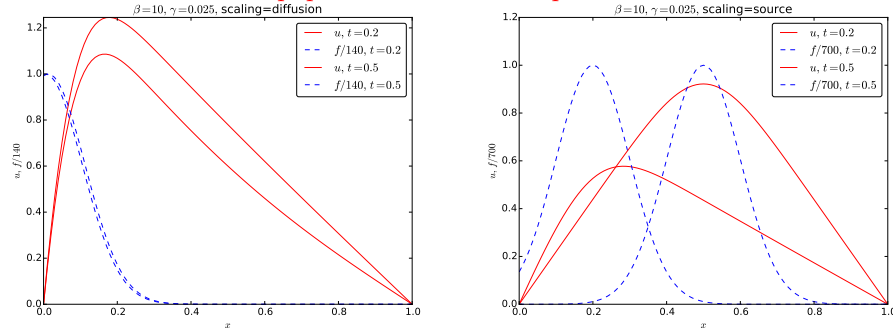 β=10, γ=0.025, scaling=diffusion
u, t=0.2
f/140, t=0.2
u, t=0.5
f/140, t=0.5
1.2
1.0
0.8
0.6
0.4
0.2
0.0
u, f/140
0.0 0.2 0.4 0.6 0.8 1.0
x
β=10, γ=0.025, scaling=source
u, t=0.2
f/700, t=0.2
u, t=0.5
f/700, t=0.5
1.2
1.0
0.8
0.6
0.4
0.2
0.0
u, f/700
0.0 0.2 0.4 0.6 0.8 1.0
x